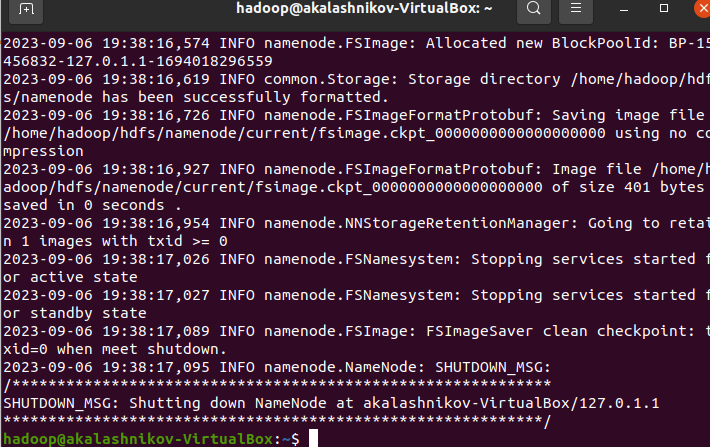 hadoop@akalashnikov-VirtualBox: ~
2023-09-06 19:38:16,574 INFO namenode.FSImage: Allocated new BlockPoolId: BP-15
456832-127.0.1.1-1694018296559
2023-09-06 19:38:16,619 INFO common.Storage: Storage directory /home/hadoop/hdf
s/namenode has been successfully formatted.
2023-09-06 19:38:16,726 INFO namenode.FSImageFormatProtobuf: Saving image file
/home/hadoop/hdfs/namenode/current/fsimage.ckpt_0000000000000000000 using no co
mpression
2023-09-06 19:38:16,927 INFO namenode.FSImageFormatProtobuf: Image file /home/h
adoop/hdfs/namenode/current/fsimage.ckpt_0000000000000000000 of size 401 bytes
saved in 0 seconds .
2023-09-06 19:38:16,954 INFO namenode.NNStorageRetentionManager: Going to retai
n 1 images with txid >= 0
2023-09-06 19:38:17,026 INFO namenode.FSNamesystem: Stopping services started f
or active state
2023-09-06 19:38:17,027 INFO namenode.FSNamesystem: Stopping services started f
or standby state
2023-09-06 19:38:17,089 INFO namenode.FSImage: FSImageSaver clean checkpoint: t
xid=0 when meet shutdown.
2023-09-06 19:38:17,095 INFO namenode.NameNode: SHUTDOWN_MSG:
/************************************************************
SHUTDOWN_MSG: Shutting down NameNode at akalashnikov-VirtualBox/127.0.1.1
************************************************************/
hadoop@akalashnikov-VirtualBox:~$